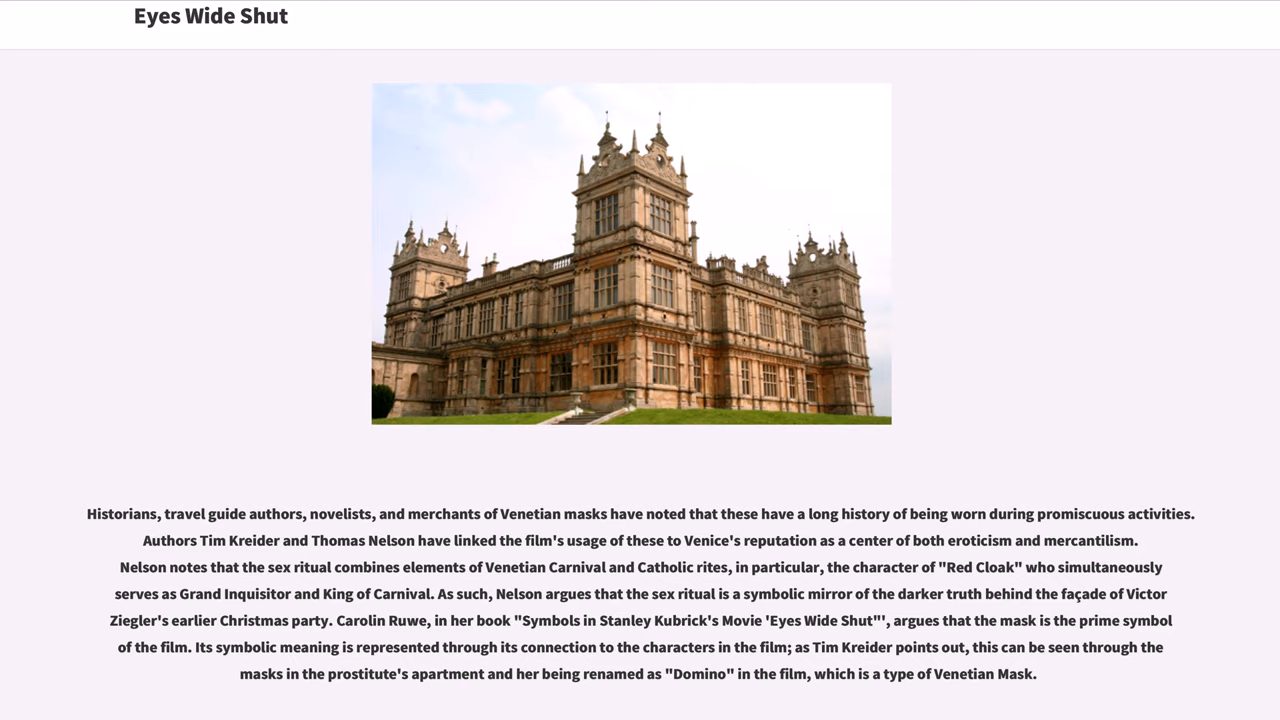 Eyes Wide Shut
Historians, travel guide authors, novelists, and merchants of Venetian masks have noted that these have a long history of being worn during promiscuous activities.
Authors Tim Kreider and Thomas Nelson have linked the film's usage of these to Venice's reputation as a center of both eroticism and mercantilism.
Nelson notes that the sex ritual combines elements of Venetian Carnival and Catholic rites, in particular, the character of "Red Cloak" who simultaneously
serves as Grand Inquisitor and King of Carnival. As such, Nelson argues that the sex ritual is a symbolic mirror of the darker truth behind the façade of Victor
Ziegler's earlier Christmas party. Carolin Ruwe, in her book "Symbols in Stanley Kubrick's Movie 'Eyes Wide Shut"', argues that the mask is the prime symbol
of the film. Its symbolic meaning is represented through its connection to the characters in the film; as Tim Kreider points out, this can be seen through the
masks in the prostitute's apartment and her being renamed as "Domino" in the film, which is a type of Venetian Mask.